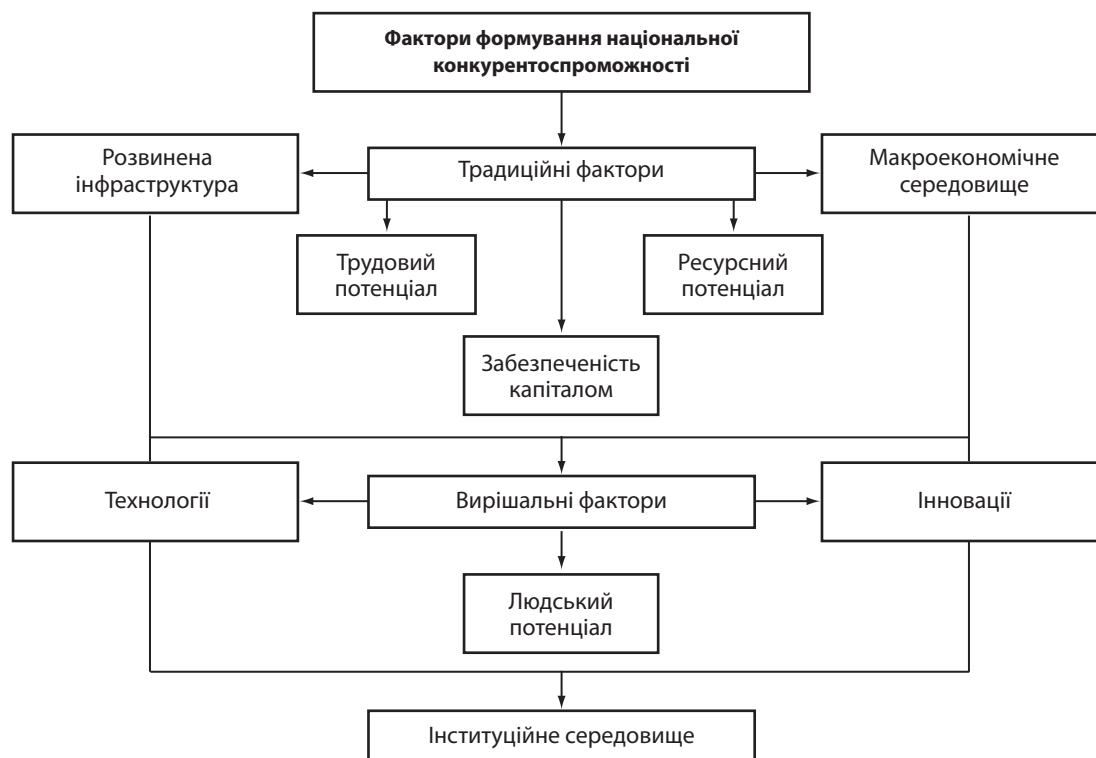 Фактори формування національної
конкурентоспроможності
Розвинена
інфраструктура
Традиційні фактори
Макроекономічне
середовище
Трудовий
потенціал
Ресурсний
потенціал
Забезпеченість
капіталом
Технології
Вирішальні фактори
Інновації
Людський
потенціал
Інституційне середовище